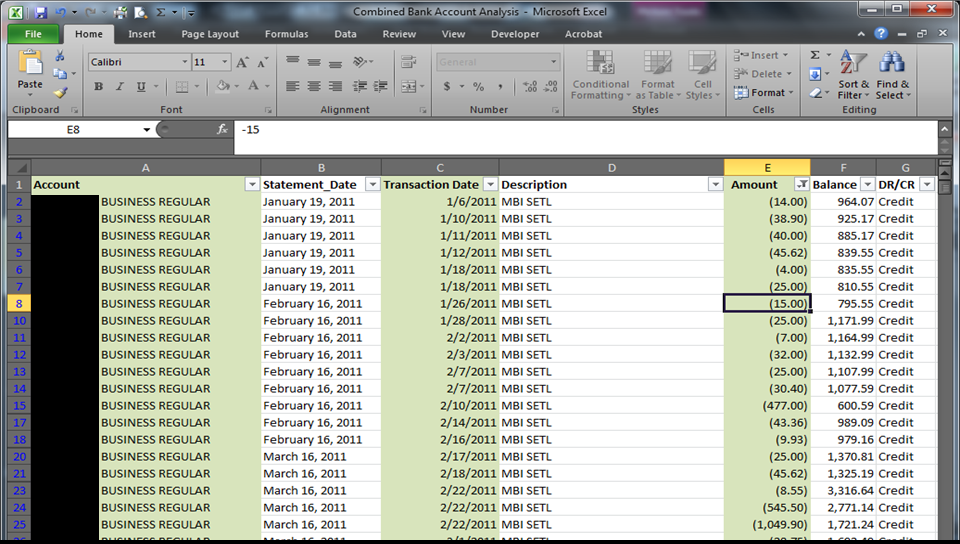 Combined Bank Account Analysis - Microsoft Excel
File Home Insert Page Layout Formulas Data Review View Developer Acrobat
Paste
Calibri 11 A A
General
Conditional Formatting
Format as Table
Cell Styles
Insert
Delete
Format
Σ
Sort & Filter
Find & Select
B I U A $ % ,
Clipboard Font Alignment Number Styles Cells Editing
E8 fx -15
A B C D E F G
1 Account Statement_Date Transaction Date Description Amount Balance DR/CR
2 BUSINESS REGULAR January 19, 2011 1/6/2011 MBI SETL (14.00) 964.07 Credit
3 BUSINESS REGULAR January 19, 2011 1/10/2011 MBI SETL (38.90) 925.17 Credit
4 BUSINESS REGULAR January 19, 2011 1/11/2011 MBI SETL (40.00) 885.17 Credit
5 BUSINESS REGULAR January 19, 2011 1/12/2011 MBI SETL (45.62) 839.55 Credit
6 BUSINESS REGULAR January 19, 2011 1/18/2011 MBI SETL (4.00) 835.55 Credit
7 BUSINESS REGULAR January 19, 2011 1/18/2011 MBI SETL (25.00) 810.55 Credit
8 BUSINESS REGULAR February 16, 2011 1/26/2011 MBI SETL (15.00) 795.55 Credit
10 BUSINESS REGULAR February 16, 2011 1/28/2011 MBI SETL (25.00) 1,171.99 Credit
11 BUSINESS REGULAR February 16, 2011 2/2/2011 MBI SETL (7.00) 1,164.99 Credit
12 BUSINESS REGULAR February 16, 2011 2/3/2011 MBI SETL (32.00) 1,132.99 Credit
13 BUSINESS REGULAR February 16, 2011 2/7/2011 MBI SETL (25.00) 1,107.99 Credit
14 BUSINESS REGULAR February 16, 2011 2/7/2011 MBI SETL (30.40) 1,077.59 Credit
15 BUSINESS REGULAR February 16, 2011 2/10/2011 MBI SETL (477.00) 600.59 Credit
17 BUSINESS REGULAR February 16, 2011 2/14/2011 MBI SETL (43.36) 989.09 Credit
18 BUSINESS REGULAR February 16, 2011 2/16/2011 MBI SETL (9.93) 979.16 Credit
20 BUSINESS REGULAR March 16, 2011 2/17/2011 MBI SETL (25.00) 1,370.81 Credit
21 BUSINESS REGULAR March 16, 2011 2/18/2011 MBI SETL (45.62) 1,325.19 Credit
23 BUSINESS REGULAR March 16, 2011 2/22/2011 MBI SETL (8.55) 3,316.64 Credit
24 BUSINESS REGULAR March 16, 2011 2/22/2011 MBI SETL (545.50) 2,771.14 Credit
25 BUSINESS REGULAR March 16, 2011 2/22/2011 MBI SETL (1,049.90) 1,721.24 Credit